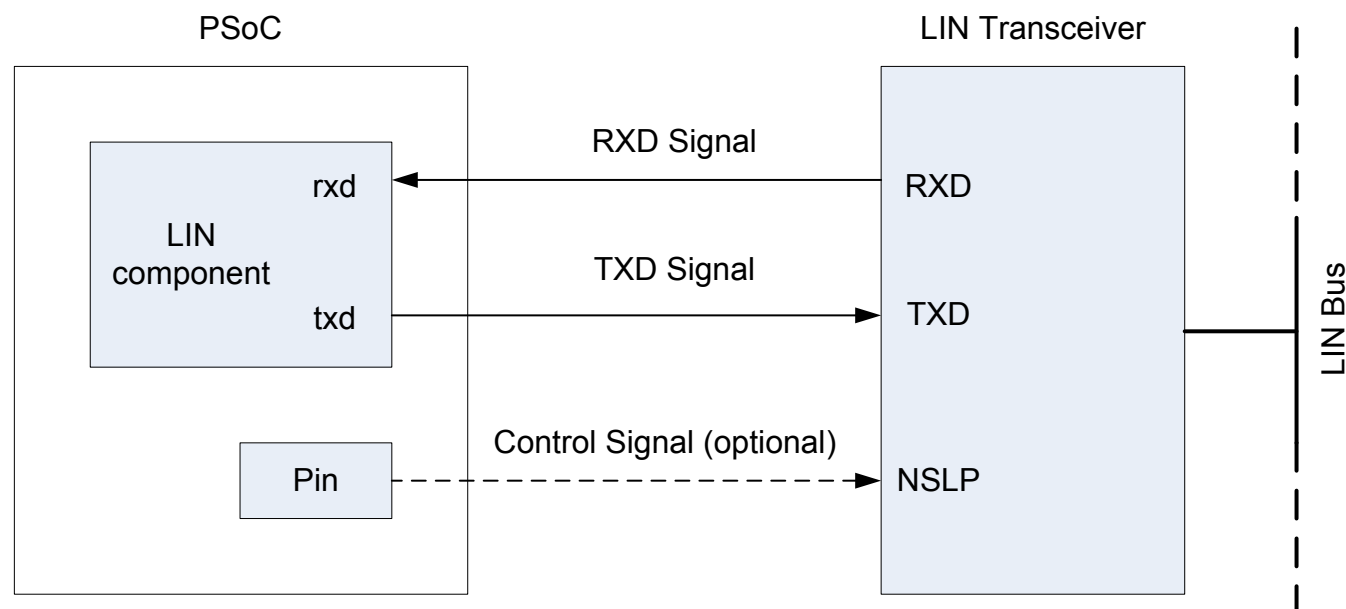 PSoC
LIN Transceiver
RXD Signal
rxd
RXD
LIN
component
TXD Signal
txd
TXD
LIN Bus
Control Signal (optional)
Pin
NSLP